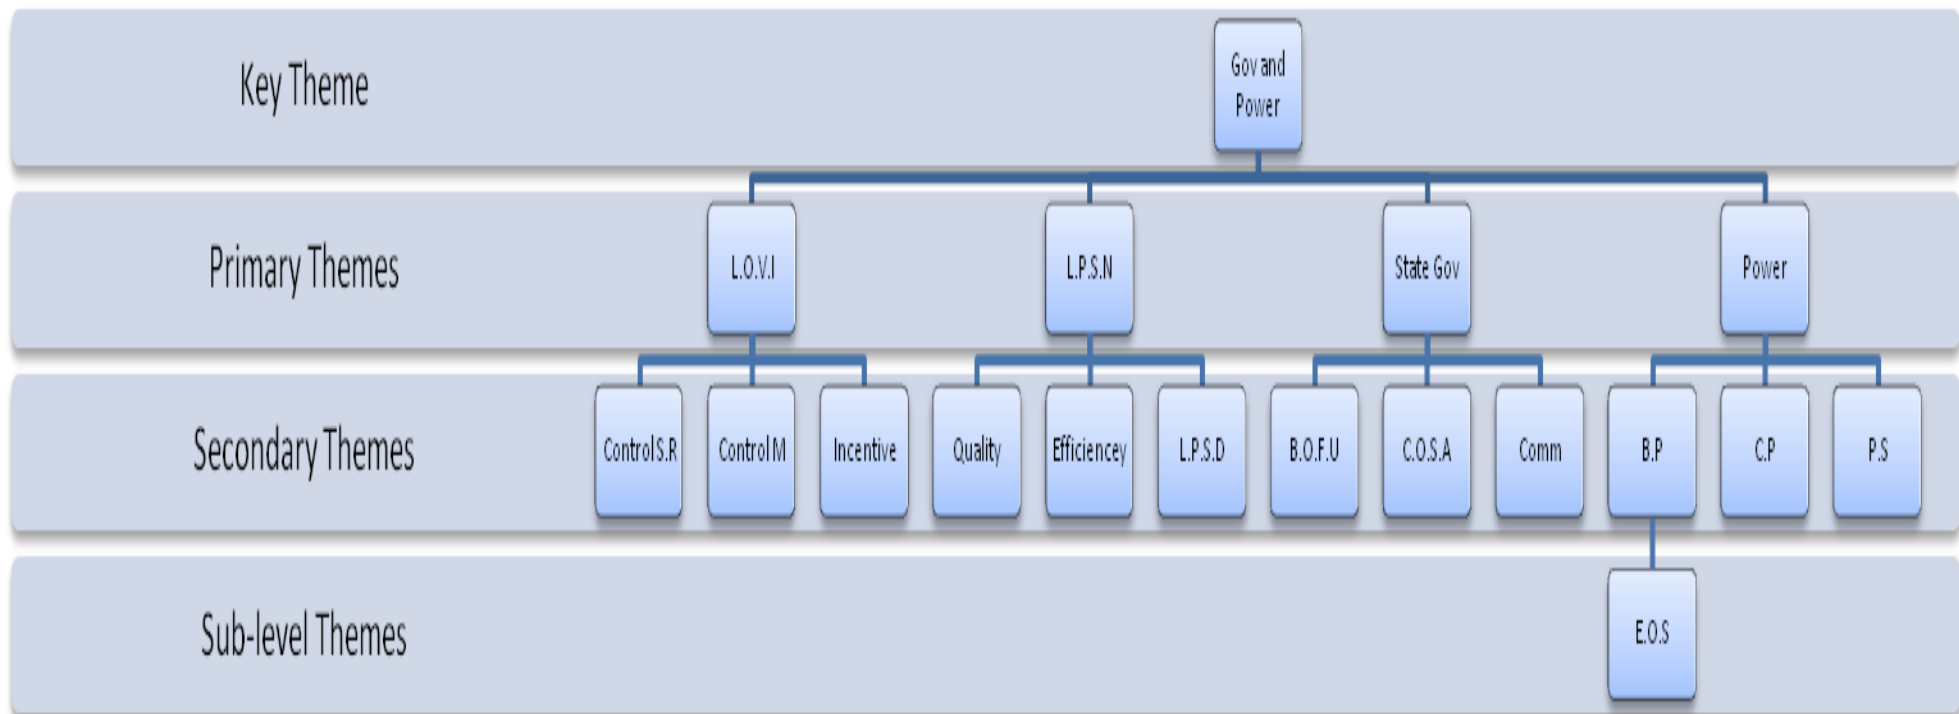 Key Theme
Gov and
Power
Primary Themes
L.O.V.I
L.P.S.N
State Gov
Power
Secondary Themes
Control S.R
Control M
Incentive
Quality
Efficiencey
L.P.S.D
B.O.F.U
C.O.S.A
Comm
B.P
C.P
P.S
Sub-level Themes
E.O.S